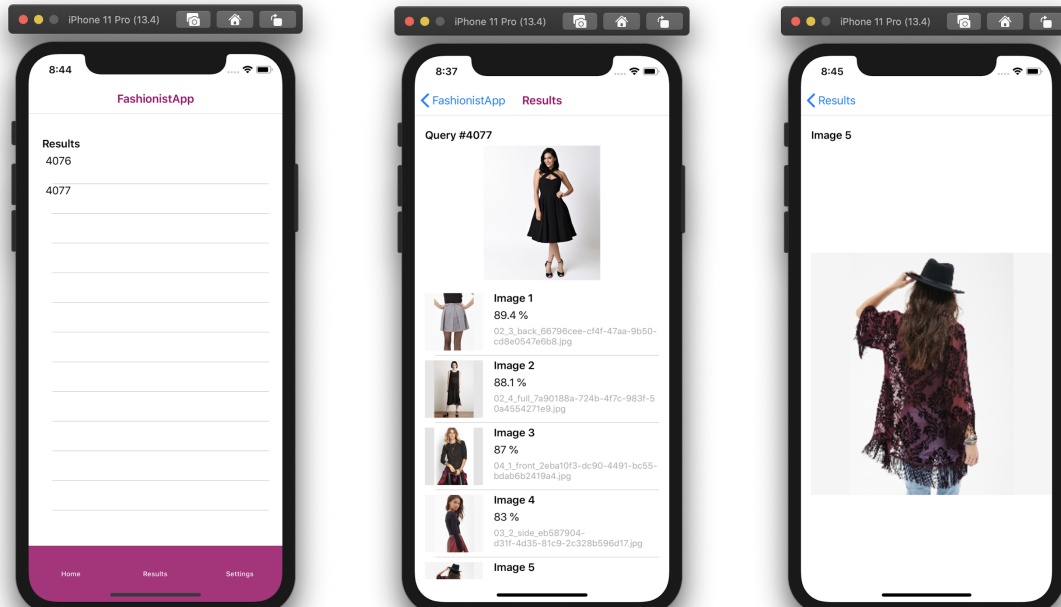 iPhone 11 Pro (13.4)
8:44
FashionistApp
Results
4076
4077
Home Results Settings
iPhone 11 Pro (13.4)
8:37
FashionistApp Results
Query #4077
Image 1
89.4 %
02_3_back_66796cee-cf4f-47aa-9b50-
cd8e0547e6b8.jpg
Image 2
88.1 %
02_4_full_7a90188a-724b-4f7c-983f-5
0a4554271e9.jpg
Image 3
87 %
04_1_front_2eba10f3-dc90-4491-bc55-
bdab6b2419a4.jpg
Image 4
83 %
03_2_side_eb587904-
d31f-4d35-81c9-2c328b596d17.jpg
Image 5
iPhone 11 Pro (13.4)
8:45
Results
Image 5